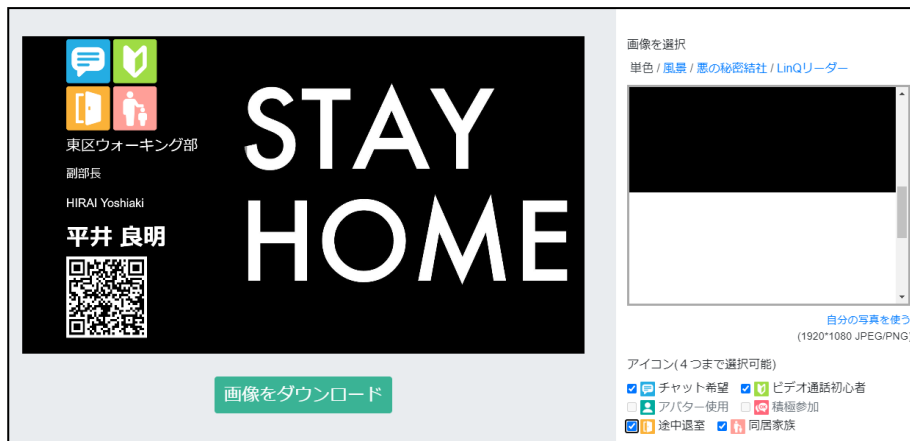 東区ウォーキング部
副部長
HIRAI Yoshiaki
平井 良明
STAY
HOME
画像をダウンロード
画像を選択
単色 / 風景 / 悪の秘密結社 / LinQリーダー
自分の写真を使う
(1920*1080 JPEG/PNG)
アイコン(４つまで選択可能)
チャット希望 ビデオ通話初心者
アバター使用 積極参加
途中退室 同居家族